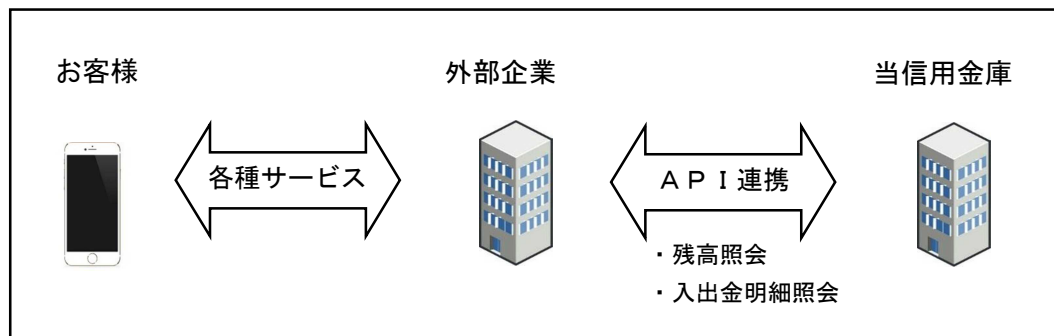 お客様
外部企業
当信用金庫
各種サービス
ＡＰＩ連携
・残高照会
・入出金明細照会